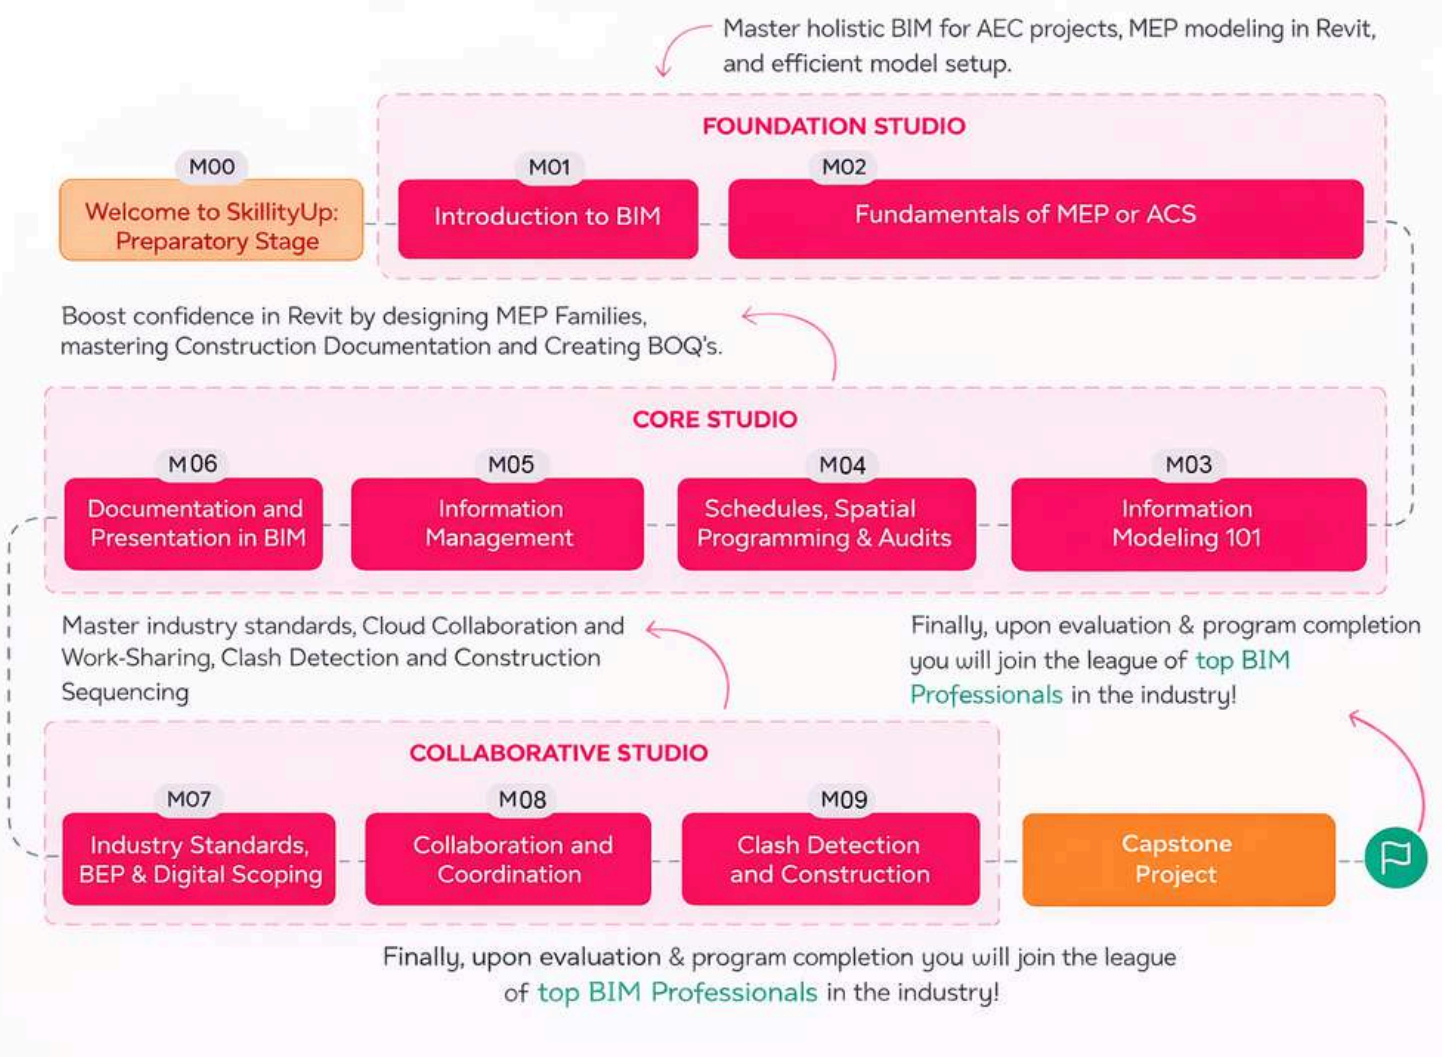 Master holistic BIM for AEC projects, MEP modeling in Revit,
and efficient model setup.
FOUNDATION STUDIO
M00
Welcome to SkillityUp:
Preparatory Stage
M01
Introduction to BIM
M02
Fundamentals of MEP or ACS
Boost confidence in Revit by designing MEP Families,
mastering Construction Documentation and Creating BOQ's.
CORE STUDIO
M06
Documentation and
Presentation in BIM
M05
Information
Management
M04
Schedules, Spatial
Programming & Audits
M03
Information
Modeling 101
Master industry standards, Cloud Collaboration and
Work-Sharing, Clash Detection and Construction
Sequencing
Finally, upon evaluation & program completion
you will join the league of top BIM
Professionals in the industry!
COLLABORATIVE STUDIO
M07
Industry Standards,
BEP & Digital Scoping
M08
Collaboration and
Coordination
M09
Clash Detection
and Construction
Capstone
Project
Finally, upon evaluation & program completion you will join the league
of top BIM Professionals in the industry!